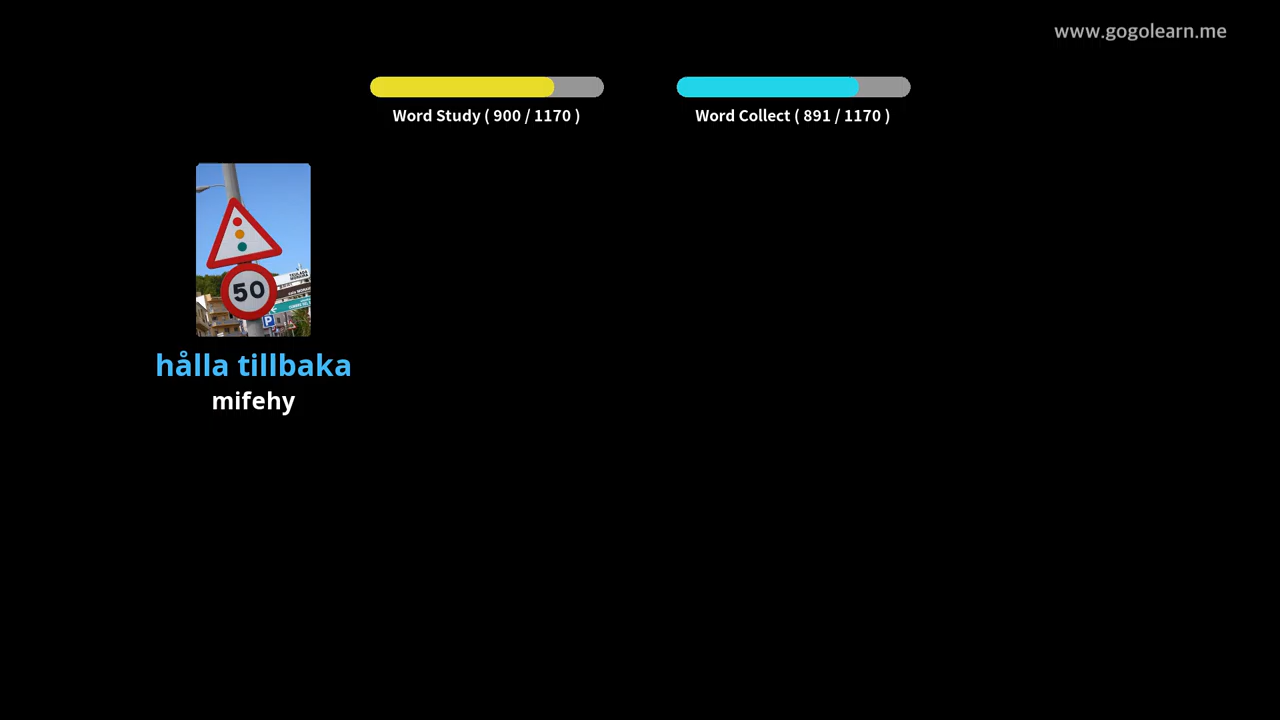 www.gogolearn.me
Word Study ( 900 / 1170 )
Word Collect ( 891 / 1170 )
50
P
hålla tillbaka
mifehy